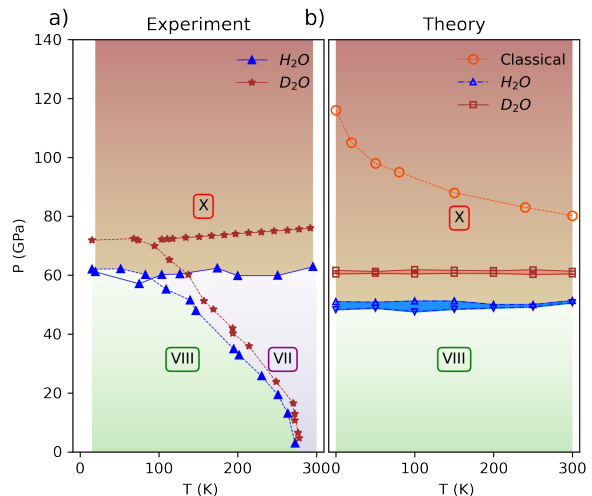 a)
Experiment
b)
Theory
P (GPa)
140
120
100
80
60
40
20
0
H₂O
D₂O
X
VIII
VII
0
100
200
300
T (K)
Classical
H₂O
D₂O
X
VIII
0
100
200
300
T (K)